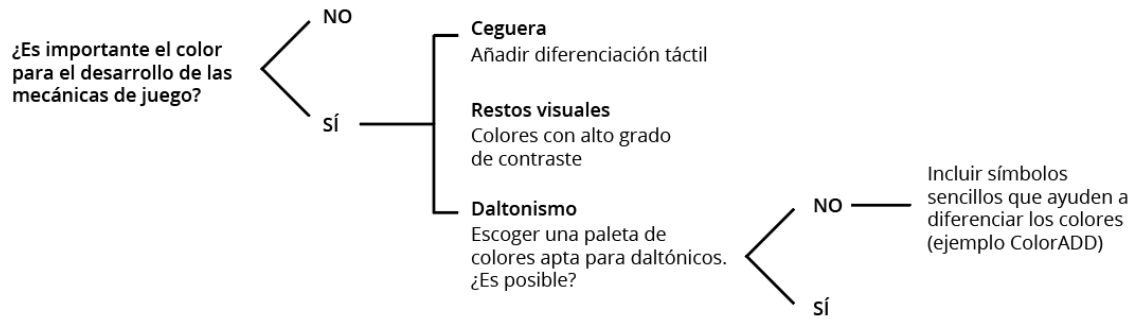 ¿Es importante el color
para el desarrollo de las
mecánicas de juego?
NO
SÍ
Ceguera
Añadir diferenciación táctil
Restos visuales
Colores con alto grado
de contraste
Daltonismo
Escoger una paleta de
colores apta para daltónicos.
¿Es posible?
NO
Incluir símbolos
sencillos que ayuden a
diferenciar los colores
(ejemplo ColorADD)
SÍ